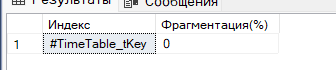 Результаты Сообщения
Индекс Фрагментация(%)
1 #TimeTable_tKey 0